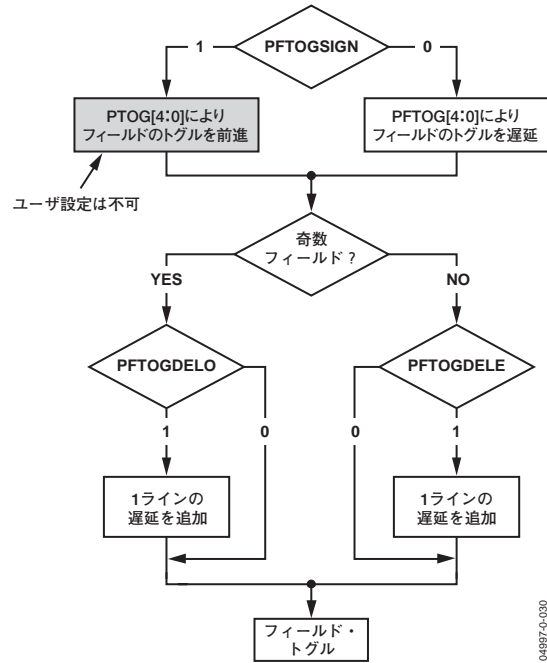 PFTOGSIGN
1
0
PTOG[4:0]により
フィールドのトグルを前進
PFTOG[4:0]により
フィールドのトグルを遅延
ユーザ設定は不可
奇数
フィールド?
YES
NO
PFTOGDELO
PFTOGDELE
1
0
0
1
1ラインの
遅延を追加
1ラインの
遅延を追加
フィールド・
トグル
04997-0-030